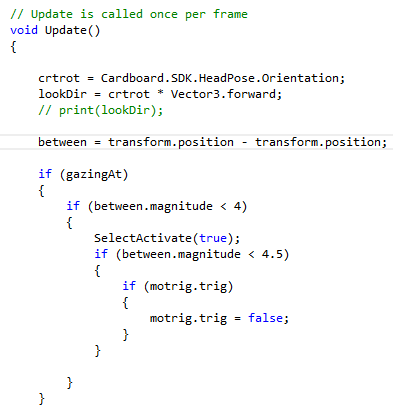 // Update is called once per frame
void Update()
{
crtrot = Cardboard.SDK.HeadPose.Orientation;
lookDir = crtrot * Vector3.forward;
// print(lookDir);
between = transform.position - transform.position;
if (gazingAt)
{
if (between.magnitude < 4)
{
SelectActivate(true);
if (between.magnitude < 4.5)
{
if (motrig.trig)
{
motrig.trig = false;
}
}
}
}